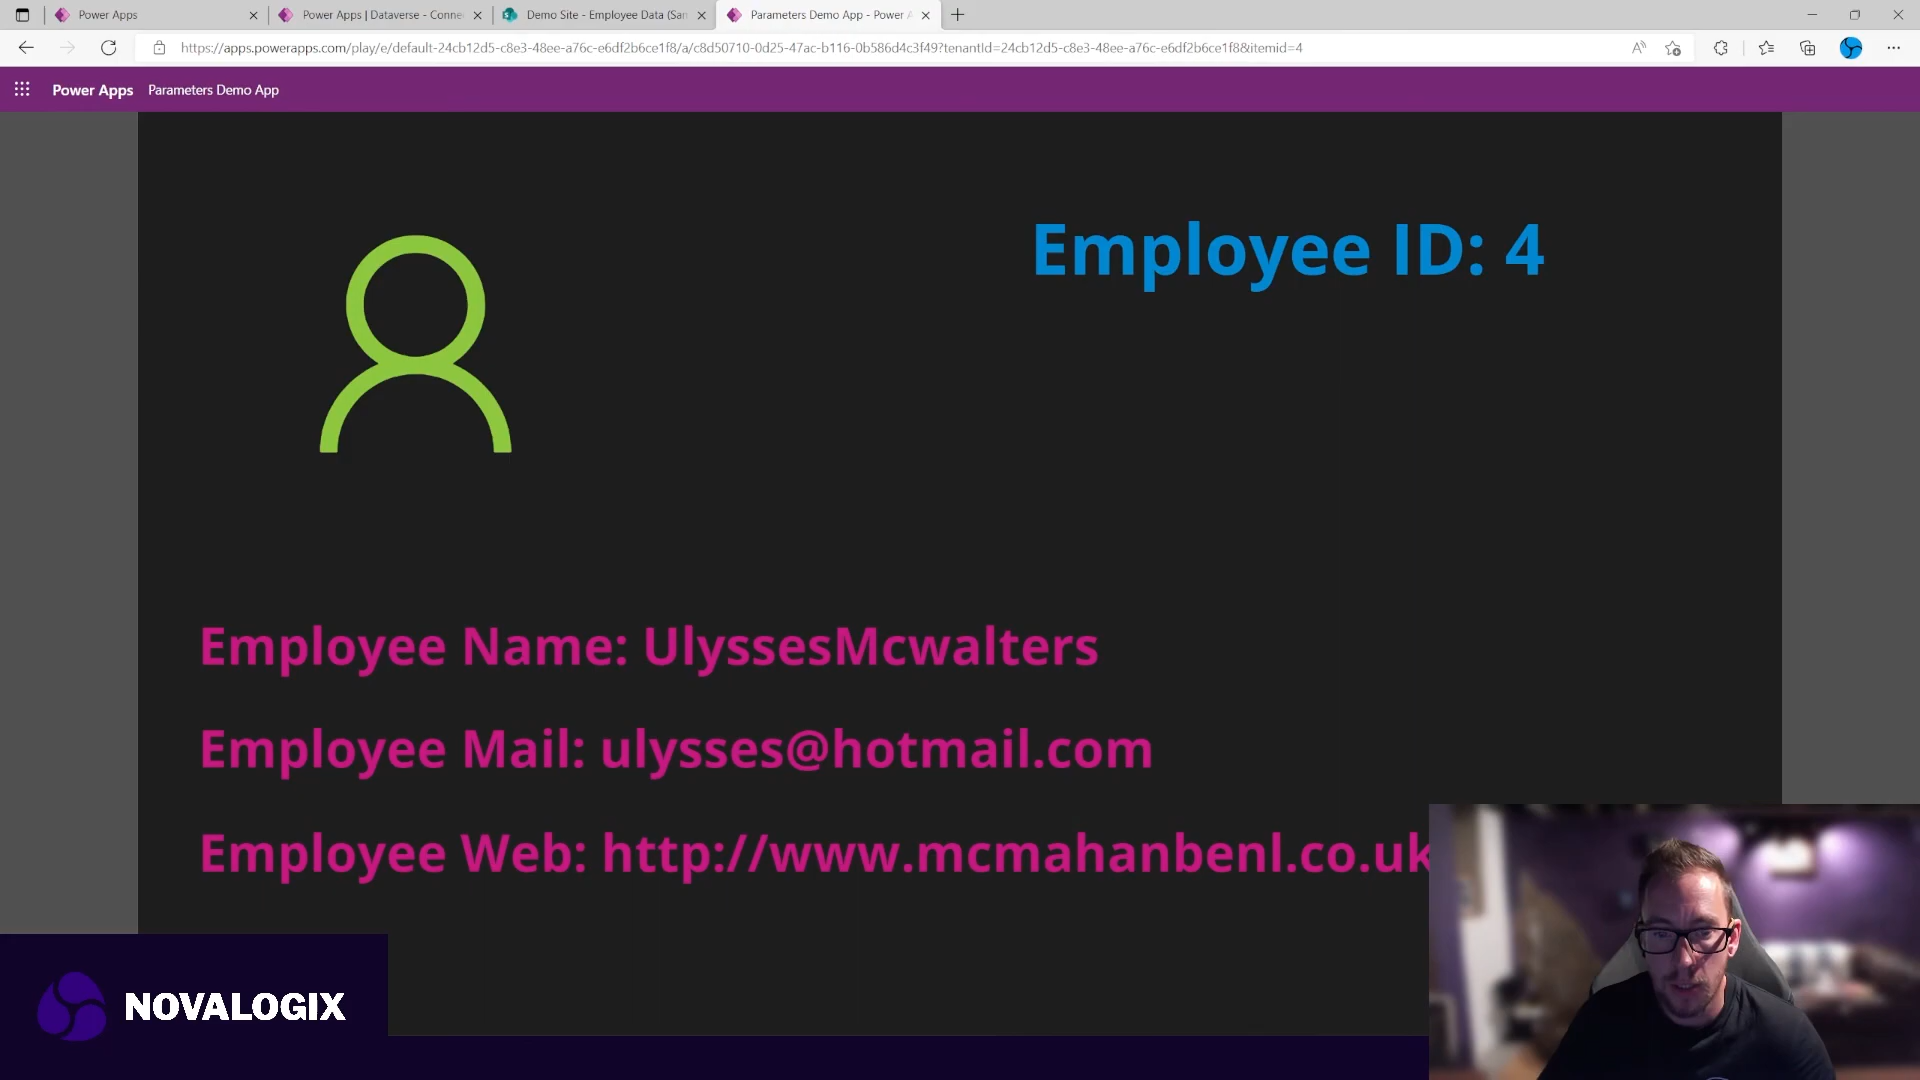 Power Apps
Power Apps | Dataverse - Connec
Demo Site - Employee Data (Sam
Parameters Demo App - Power A
https://apps.powerapps.com/play/e/default-24cb12d5-c8e3-48ee-a76c-e6df2b6ce1f8/a/c8d50710-0d25-47ac-b116-0b586d4c3f49?tenantId=24cb12d5-c8e3-48ee-a76c-e6df2b6ce1f8&itemid=4
Power Apps Parameters Demo App
Employee ID: 4
Employee Name: UlyssesMcwalters
Employee Mail: ulysses@hotmail.com
Employee Web: http://www.mcmahanbenl.co.uk
NOVALOGIX